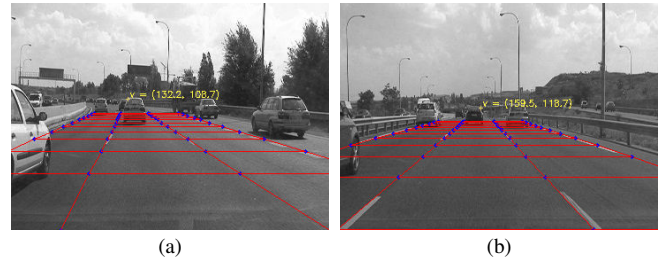 v = (132.2, 108.7)
v = (159.5, 118.7)
(a)
(b)